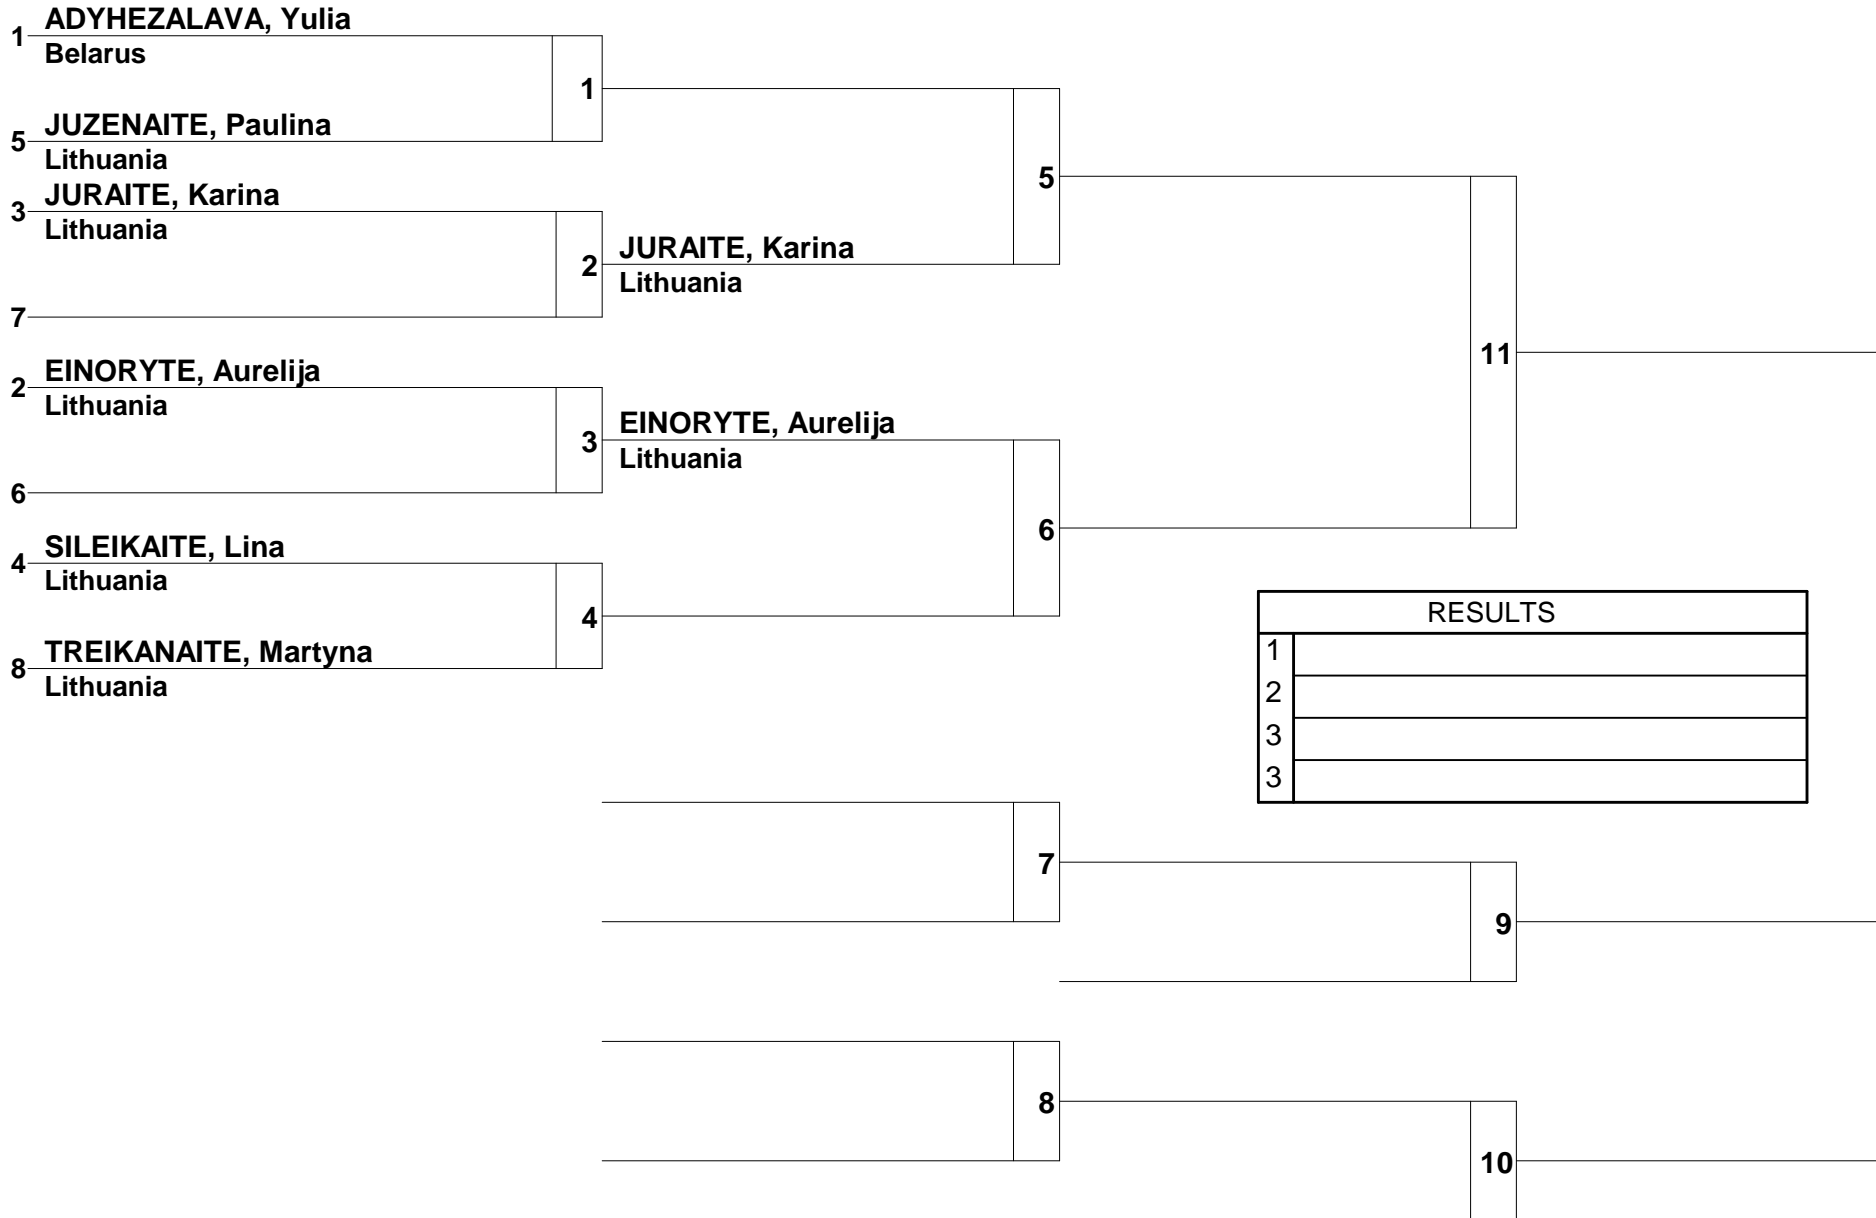 ADYHEZALAVA, Yulia
1
Belarus
1
JUZENAITE, Paulina
5
Lithuania
JURAITE, Karina
3
Lithuania
5
2
JURAITE, Karina
Lithuania
7
11
EINORYTE, Aurelija
2
Lithuania
3
EINORYTE, Aurelija
Lithuania
6
6
SILEIKAITE, Lina
4
Lithuania
4
TREIKANAITE, Martyna
8
Lithuania
RESULTS
1
2
3
3
7
9
8
10